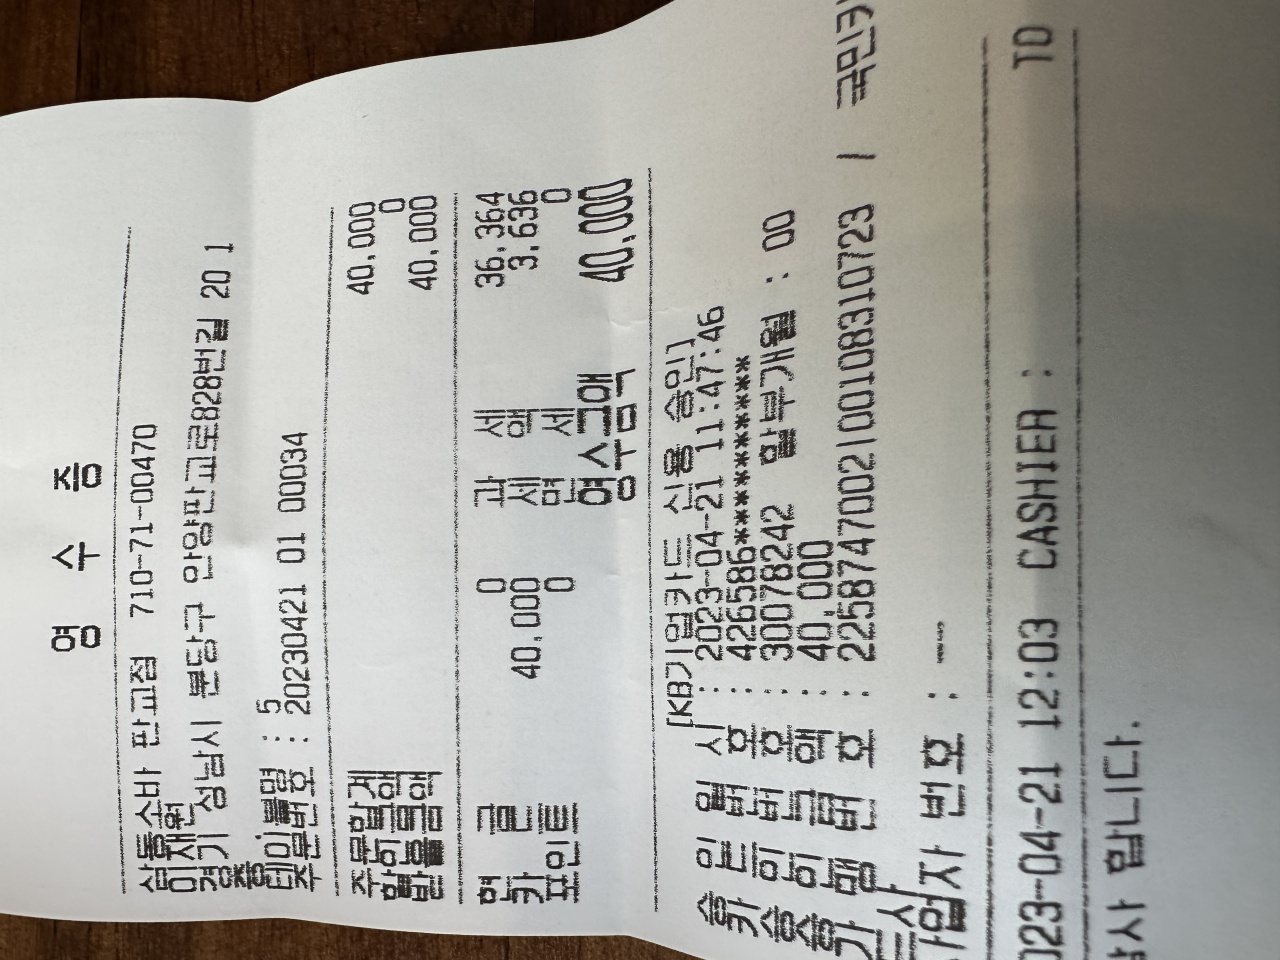 영 수 증
삼동소바 판교점 710-71-00470
이재원
경기 성남시 분당구 안양판교로828번길 20 1
층
테이블명 : 5
주문번호 : 20230421 01 00034
주문합계 40,000
할인금액 0
받을금액 40,000
현 금 0 과 세 36,364
카 드 40,000 세 액 3,636
포인트 0 면 세 0
영수금액 40,000
[KB기업카드 신용 승인]
승 인 일 시 : 2023-04-21 11:47:46
카 드 번 호 : 426586**********
승 인 번 호 : 30078242 할부개월 : 00
승 인 금 액 : 40,000
가 맹 번 호 : 00108310723 / 국민카
사업자 번호 : ---
023-04-21 12:03 CASHIER : TO
감사 합니다.